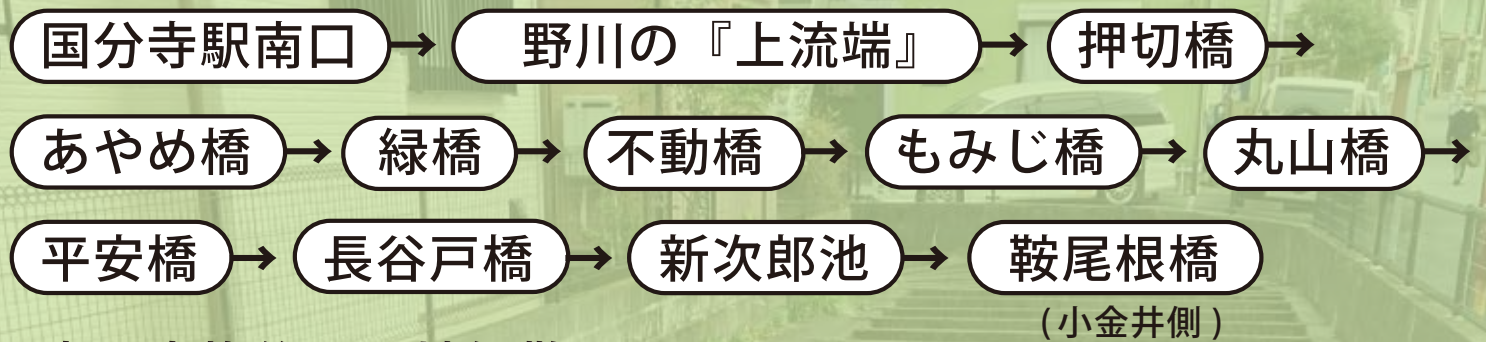 国分寺駅南口→野川の『上流端』→押切橋→
あやめ橋→緑橋→不動橋→もみじ橋→丸山橋→
平安橋→長谷戸橋→新次郎池→鞍尾根橋
(小金井側)